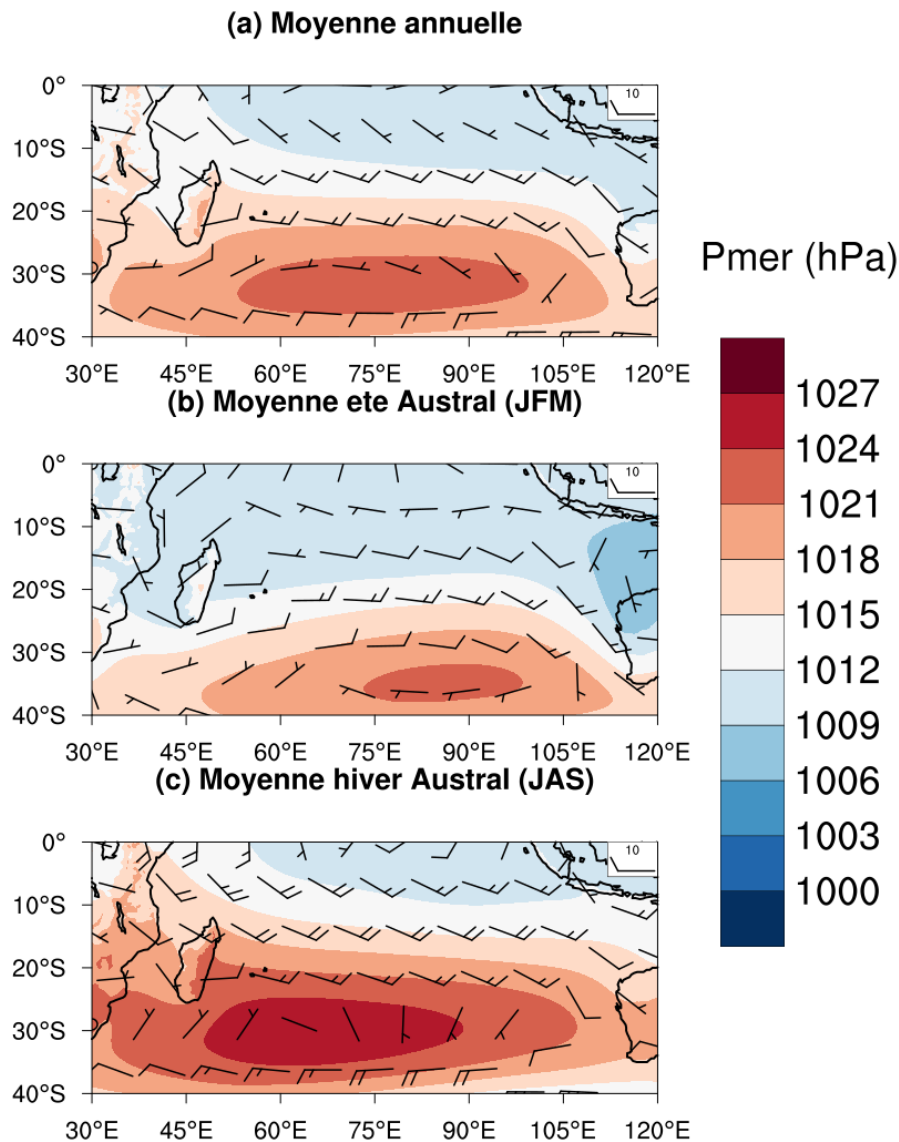 (a) Moyenne annuelle
0°
10°S
20°S
30°S
40°S
10
30°E 45°E 60°E 75°E 90°E 105°E 120°E
(b) Moyenne ete Austral (JFM)
0°
10°S
20°S
30°S
40°S
10
30°E 45°E 60°E 75°E 90°E 105°E 120°E
(c) Moyenne hiver Austral (JAS)
0°
10°S
20°S
30°S
40°S
10
30°E 45°E 60°E 75°E 90°E 105°E 120°E
Pmer (hPa)
1027
1024
1021
1018
1015
1012
1009
1006
1003
1000